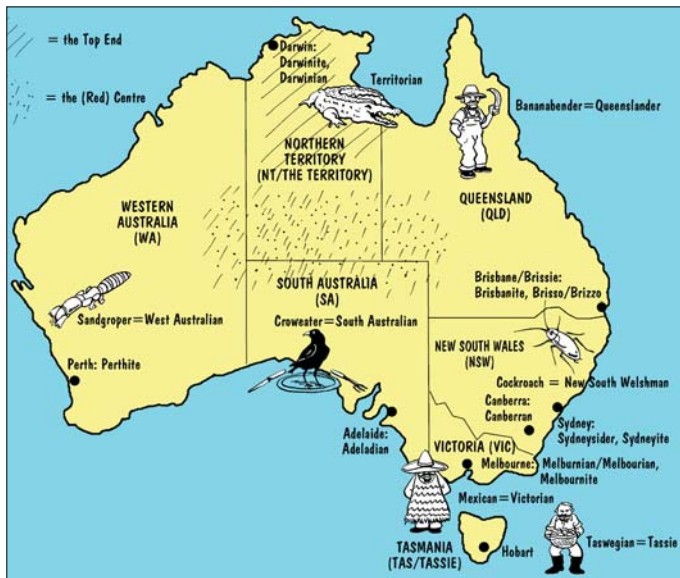 = the Top End
= the (Red) Centre
Darwin:
Darwinite,
Darwinian
Territorian
Bananabender=Queenslander
NORTHERN
TERRITORY
(NT/THE TERRITORY)
WESTERN
AUSTRALIA
(WA)
QUEENSLAND
(QLD)
SOUTH AUSTRALIA
(SA)
Brisbane/Brissie:
Brisbanite, Brisso/Brizzo
Sandgroper=West Australian
Croweater=South Australian
NEW SOUTH WALES
(NSW)
Perth: Perthite
Cockroach = New South Welshman
Canberra:
Canberran
Sydney:
Sydneysider, Sydneyite
Adelaide:
Adeladian
VICTORIA (VIC)
Melbourne: Melburnian/Melbourian,
Melbournite
Mexican=Victorian
TASMANIA
(TAS/TASSIE)
Hobart
Taswegian=Tassie